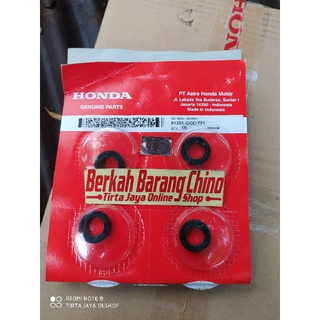 HONDA
GENUINE PARTS
PT Astra Honda Motor
Jl. Laksda Yos Sudarso, Sunter I
Jakarta 14350 - Indonesia
Made in Indonesia
Berkah Barang Chino
Tirta Jaya Online Shop
REDMI NOTE 8
TIRTA JAYA OLSHOP